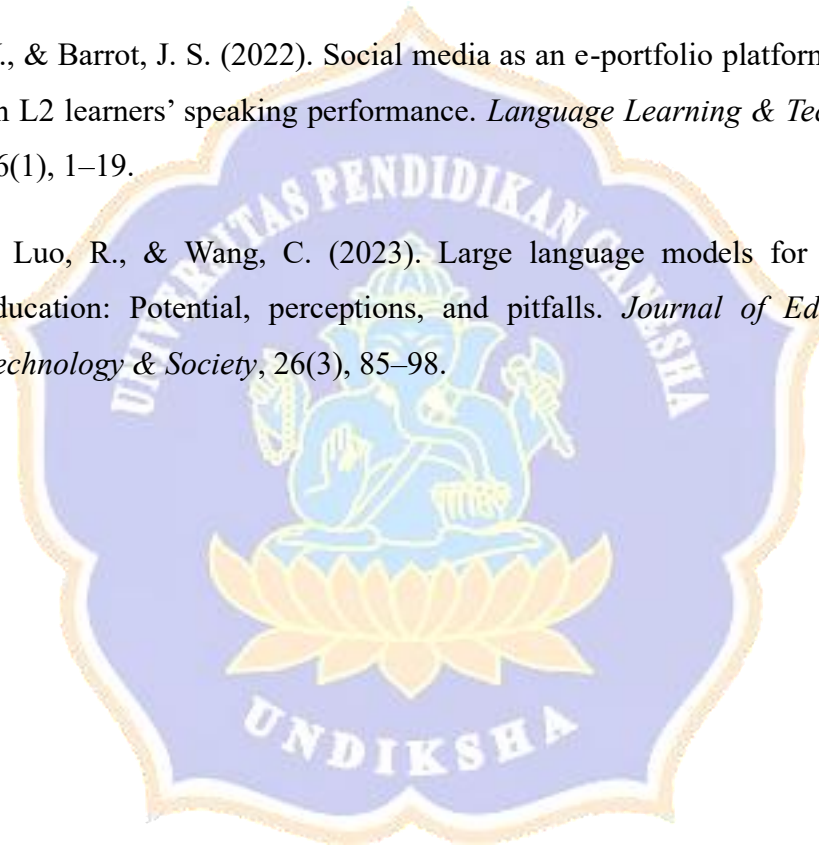 ., & Barrot, J. S. (2022). Social media as an e-portfolio platform
L2 learners' speaking performance. Language Learning &
6(1), 1–19.
Luo, R., & Wang, C. (2023). Large language models for
ducation: Potential, perceptions, and pitfalls. Journal of Ed
echnology & Society, 26(3), 85–98.
UNIVERSITAS PENDIDIKAN GANESHA
UNDIKSHA